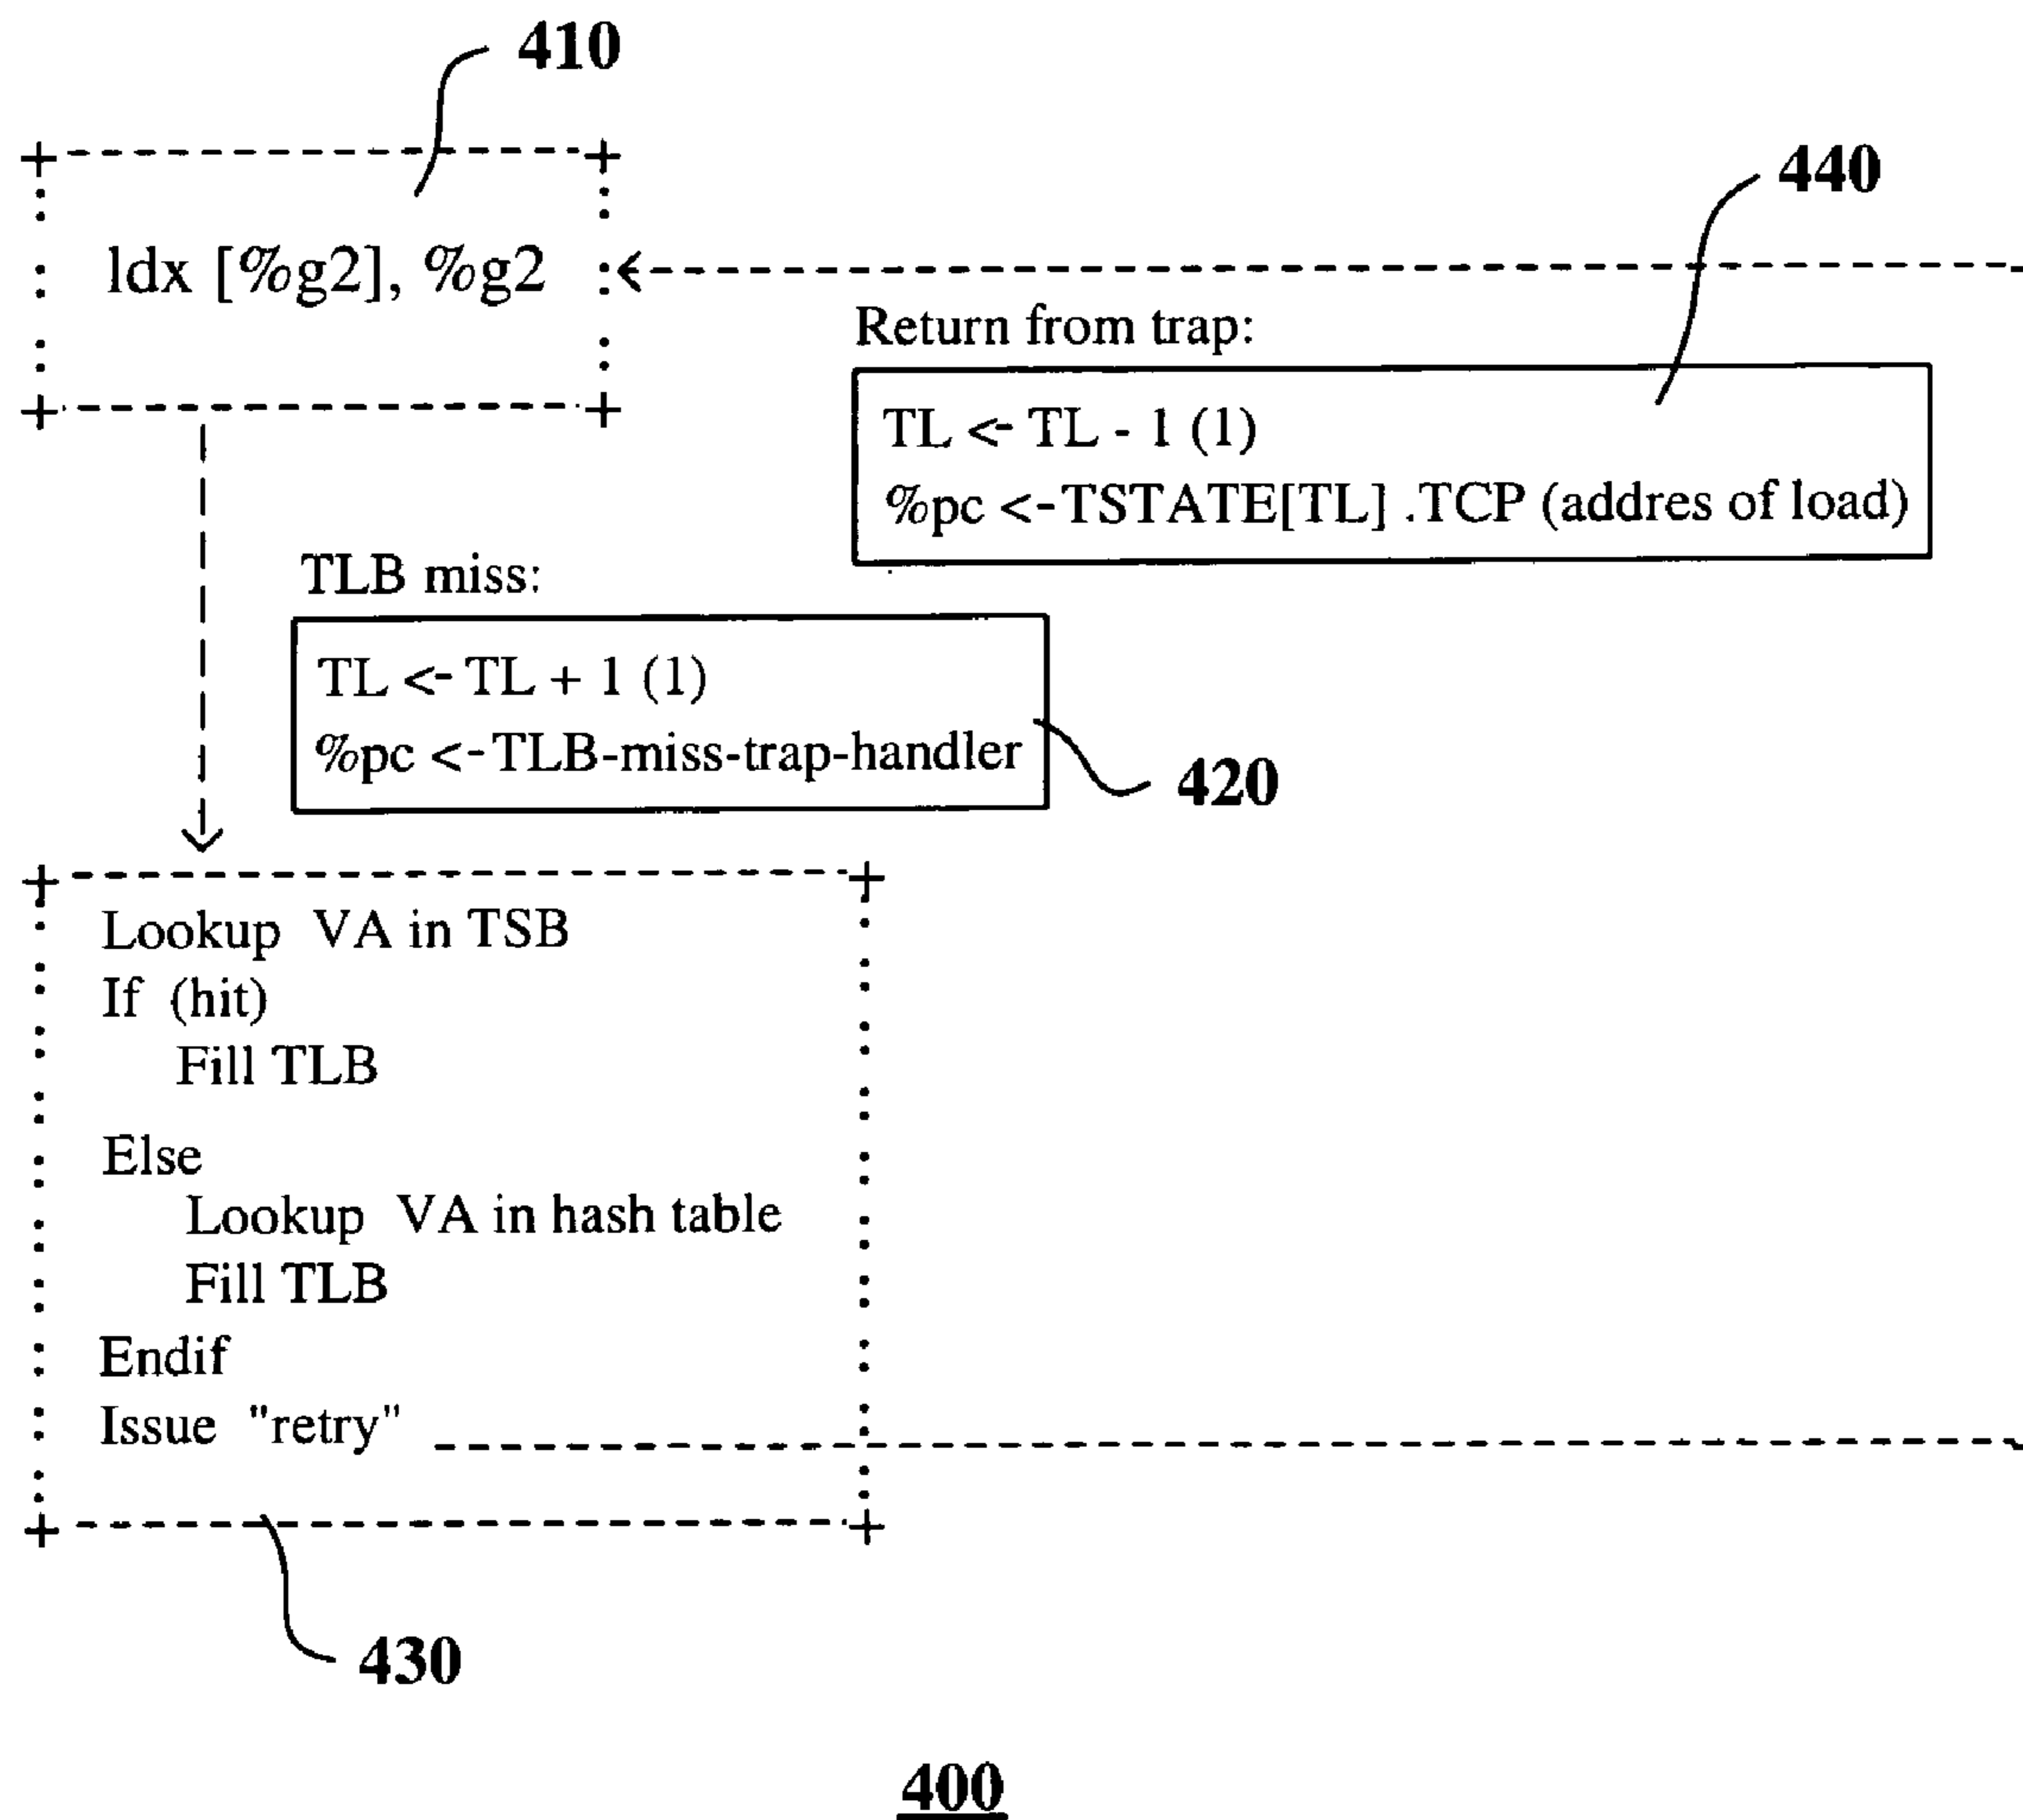 410
440
ldx [%g2], %g2
Return from trap:
TL <- TL - 1 (1)
%pc <-TSTATE[TL] .TCP (addres of load)
TLB miss:
TL <- TL + 1 (1)
%pc <-TLB-miss-trap-handler
420
Lookup VA in TSB
If (hit)
Fill TLB
Else
Lookup VA in hash table
Fill TLB
Endif
Issue "retry"
430
400